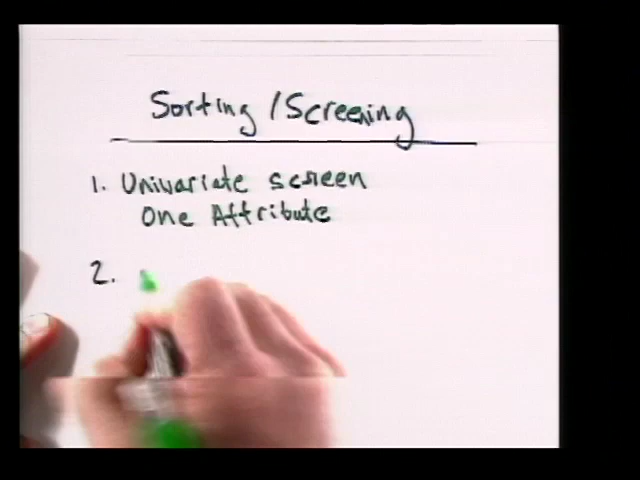 Sorting / Screening
1. Univariate screen
One Attribute
2.